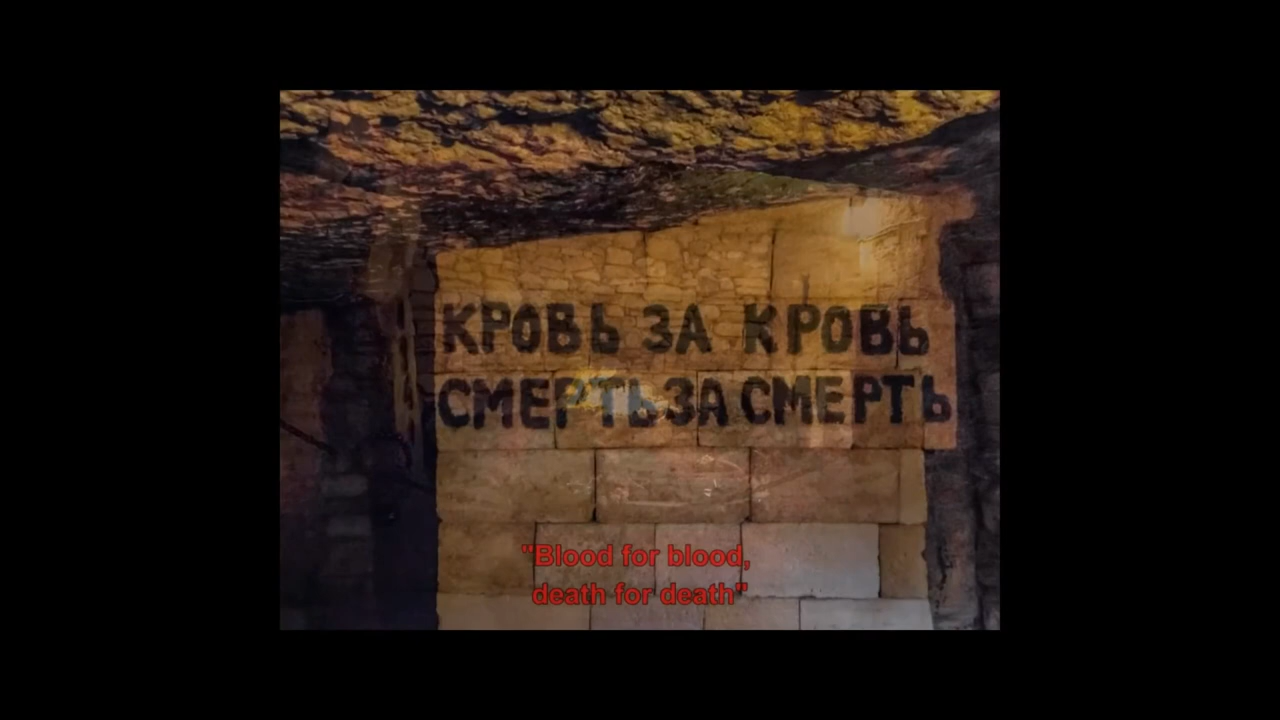 КРОВЬ ЗА КРОВЬ
СМЕРТЬ ЗА СМЕРТЬ
"Blood for blood,
death for death"